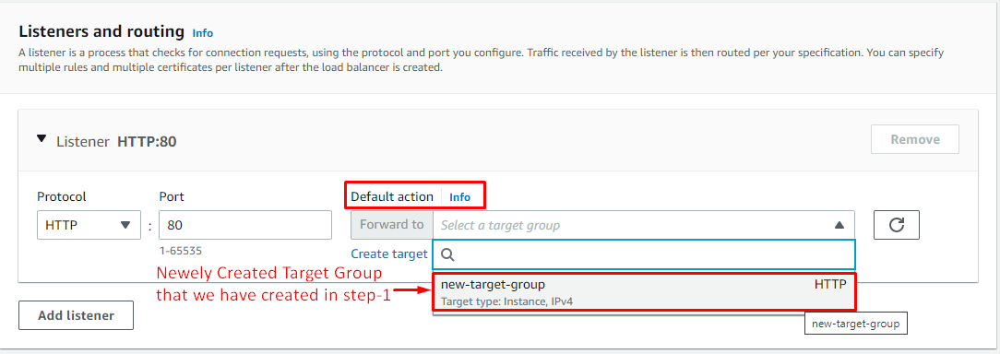 Listeners and routing Info
A listener is a process that checks for connection requests, using the protocol and port you configure. Traffic received by the listener is then routed per your specification. You can specify
multiple rules and multiple certificates per listener after the load balancer is created.
Listener HTTP:80
Remove
Protocol
Port
Default action Info
HTTP
:
80
Forward to
Select a target group
1-65535
Create target
Newely Created Target Group
that we have created in step-1
new-target-group
HTTP
Target type: Instance, IPv4
Add listener
new-target-group